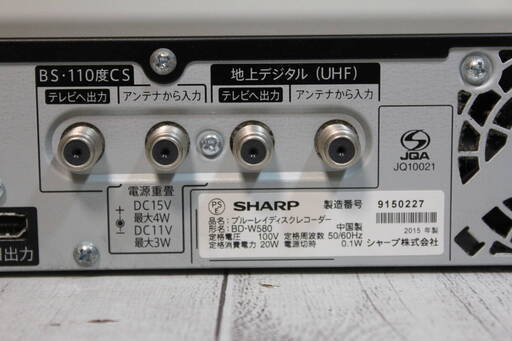 BS・110度CS
地上デジタル (UHF)
テレビへ出力 アンテナから入力 テレビへ出力 アンテナから入力
JQA
JQ10021
電源重畳
DC15V
最大4W
DC11V
最大3W
出力
PS
E
SHARP 製造番号 9150227
品名: ブルーレイディスクレコーダー
形名: BD-W580 中国製 2015 年製
定格電圧 100V 定格周波数 50/60Hz
定格消費電力 20W 電源切時 0.1W シャープ株式会社